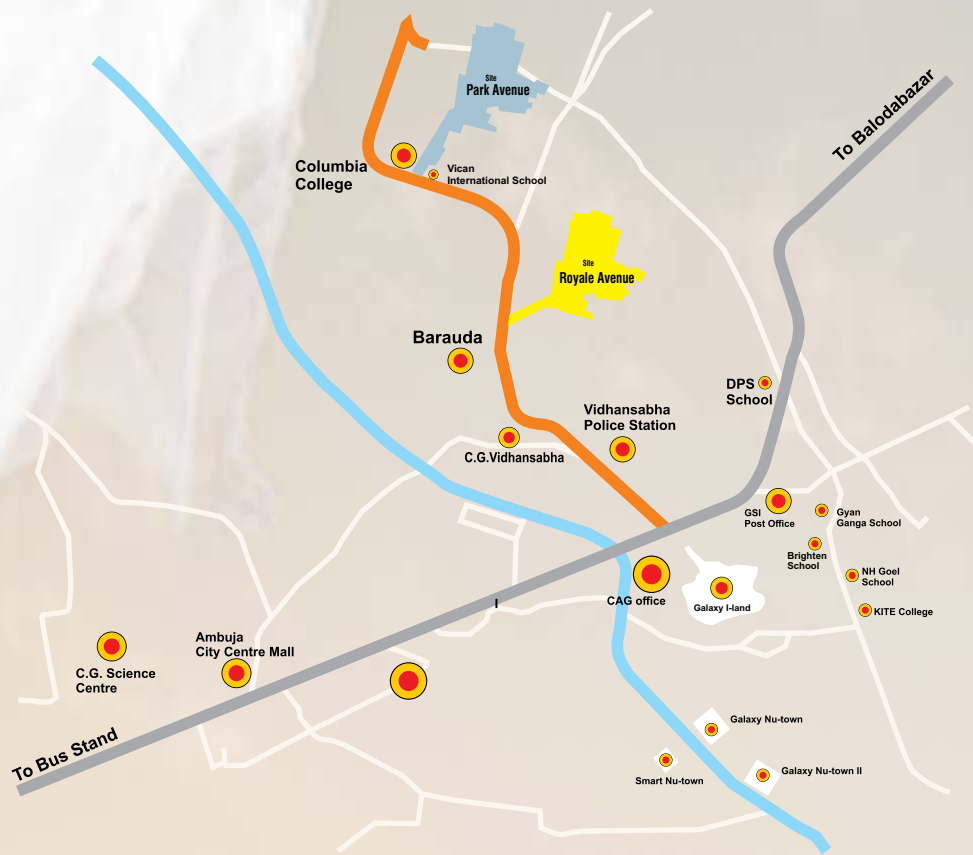 Site
Park Avenue
To Balodabazar
Columbia
College
Vican
International School
Site
Royale Avenue
Barauda
DPS
School
Vidhansabha
Police Station
C.G.Vidhansabha
GSI
Post Office
Gyan
Ganga School
Brighten
School
NH Goel
School
CAG office
Galaxy I-land
KITE College
I
Ambuja
City Centre Mall
C.G. Science
Centre
To Bus Stand
Galaxy Nu-town
Smart Nu-town
Galaxy Nu-town II